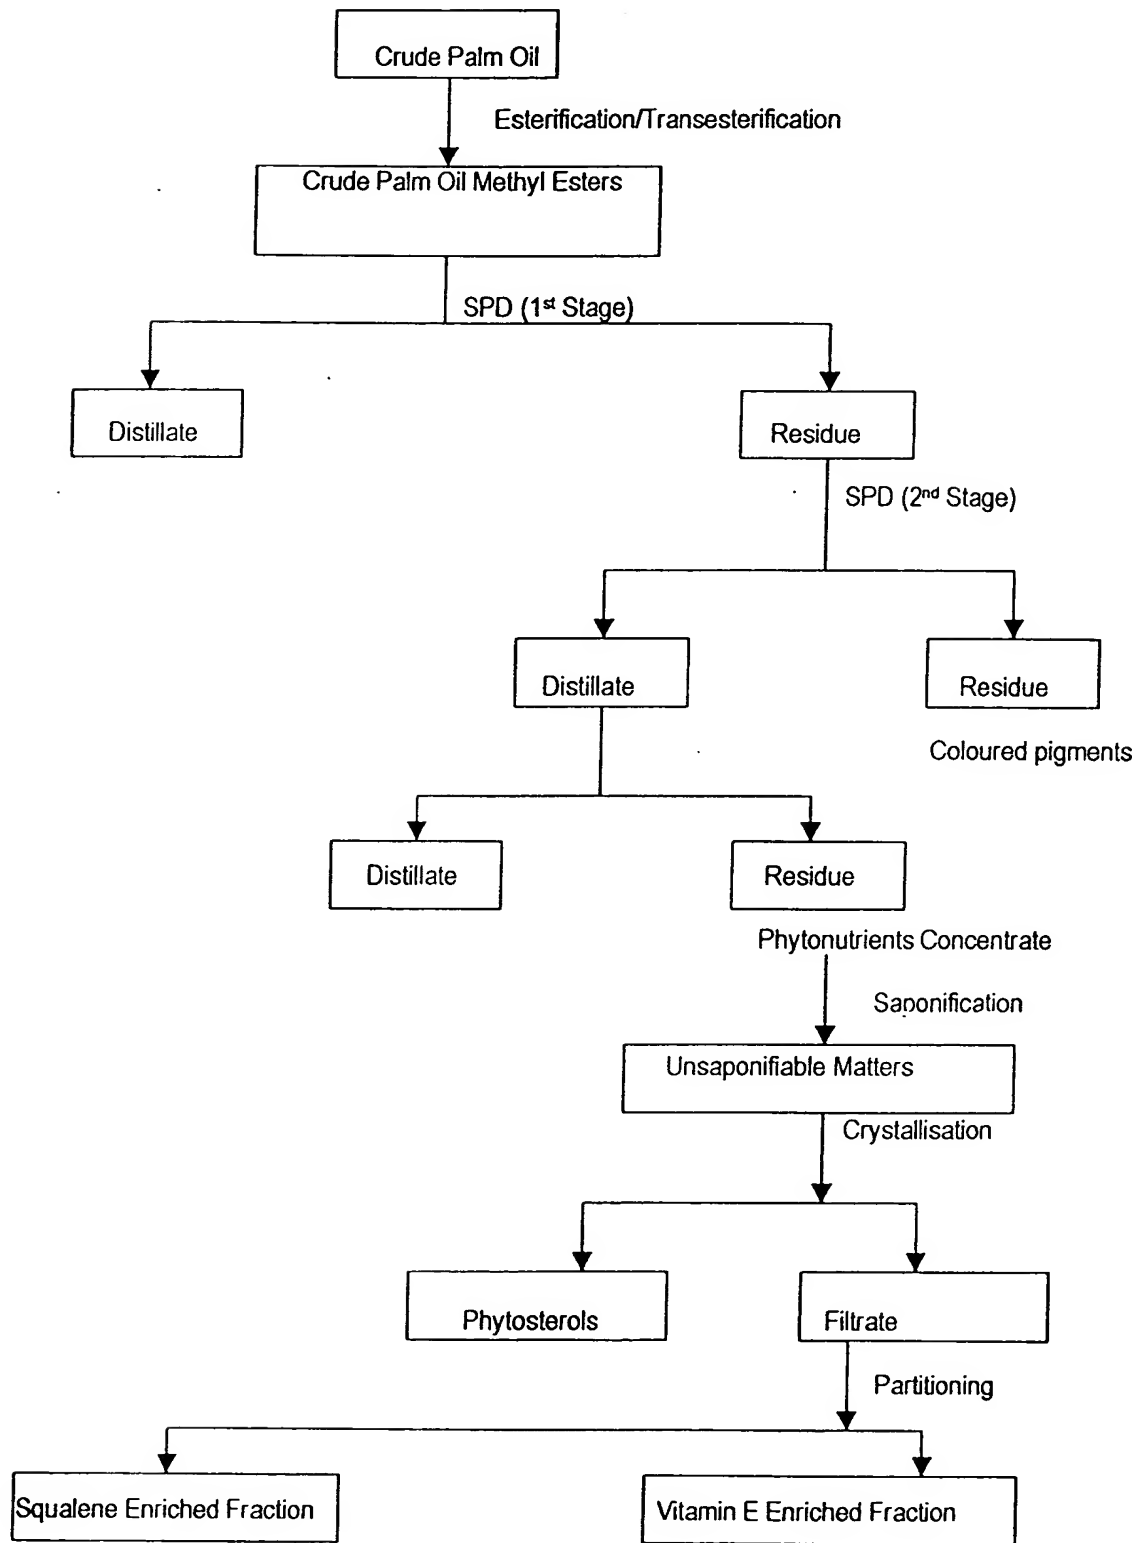 Crude Palm Oil
Esterification/Transesterification
Crude Palm Oil Methyl Esters
SPD (1st Stage)
Distillate
Residue
SPD (2nd Stage)
Distillate
Residue
Coloured pigments
Distillate
Residue
Phytonutrients Concentrate
Saponification
Unsaponifiable Matters
Crystallisation
Phytosterols
Filtrate
Partitioning
Squalene Enriched Fraction
Vitamin E Enriched Fraction